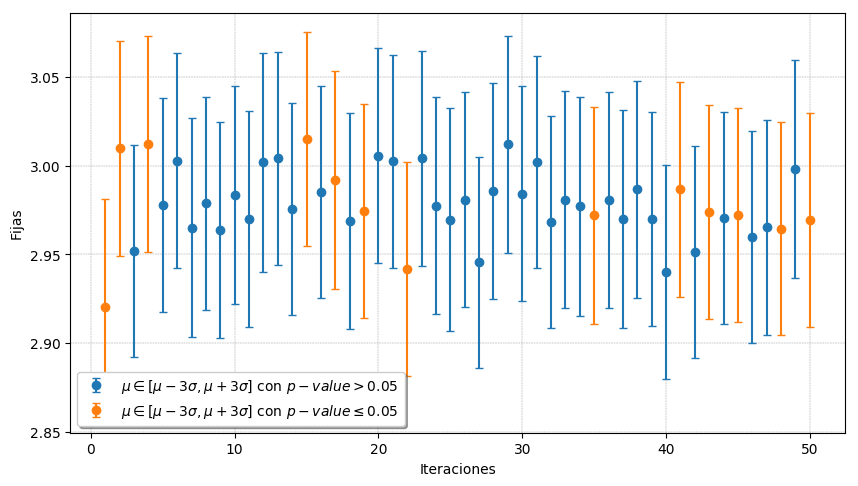 Fijas
3.05
3.00
2.95
2.90
2.85
μ ∈ [μ − 3σ, μ + 3σ] con p − value > 0.05
μ ∈ [μ − 3σ, μ + 3σ] con p − value ≤ 0.05
0 10 20 30 40 50
Iteraciones